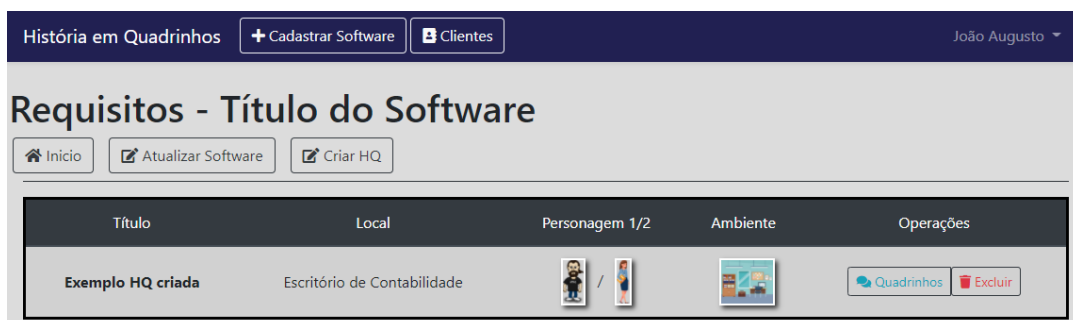 História em Quadrinhos Cadastrar Software Clientes João Augusto
Requisitos - Título do Software
Inicio Atualizar Software Criar HQ
Título Local Personagem 1/2 Ambiente Operações
Exemplo HQ criada Escritório de Contabilidade / Quadrinhos Excluir